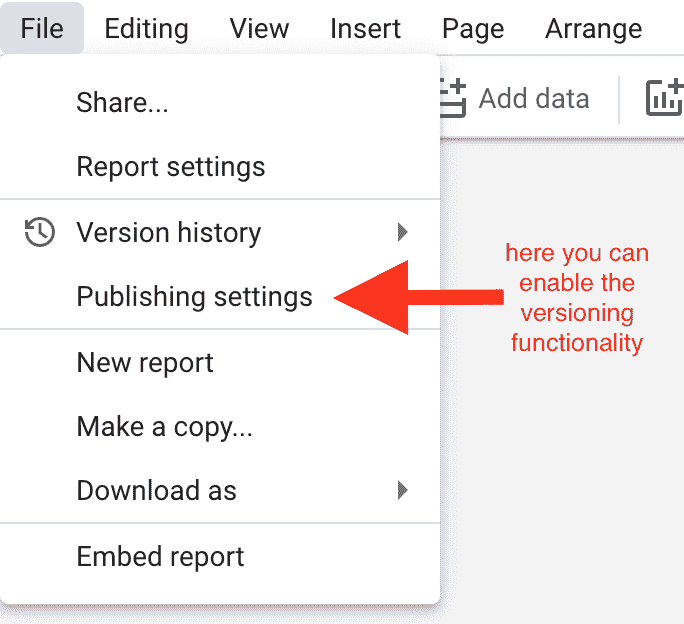 File Editing View Insert Page Arrange
Share...
Add data
Report settings
Version history
Publishing settings
here you can
enable the
versioning
functionality
New report
Make a copy...
Download as
Embed report